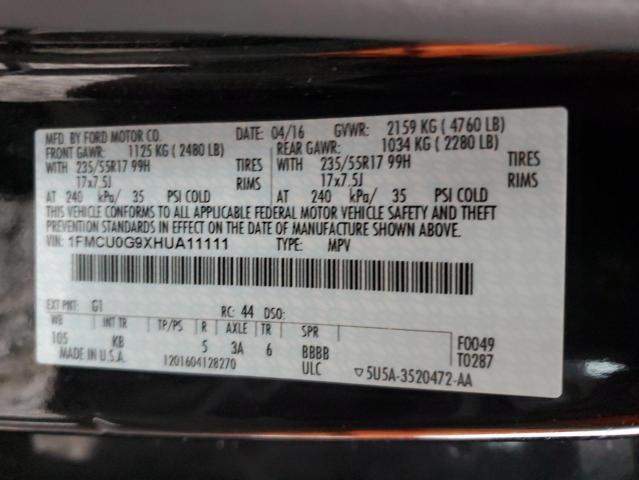 MFD. BY FORD MOTOR CO. DATE: 04/16 GVWR: 2159 KG ( 4760 LB)
FRONT GAWR: 1125 KG ( 2480 LB) REAR GAWR: 1034 KG ( 2280 LB)
WITH 235/55R17 99H TIRES WITH 235/55R17 99H TIRES
17x7.5J RIMS 17x7.5J RIMS
AT 240 kPa/ 35 PSI COLD AT 240 kPa/ 35 PSI COLD
THIS VEHICLE CONFORMS TO ALL APPLICABLE FEDERAL MOTOR VEHICLE SAFETY AND THEFT
PREVENTION STANDARDS IN EFFECT ON THE DATE OF MANUFACTURE SHOWN ABOVE.
VIN: 1FMCU0G9XHUA11111 TYPE: MPV
EXT PNT: G1 RC: 44 DSO:
WB INT TR TP/PS R AXLE TR SPR
105 KB 5 3A 6 BBBB F0049
MADE IN U.S.A. 1201604128270 ULC T0287
5U5A-3520472-AA